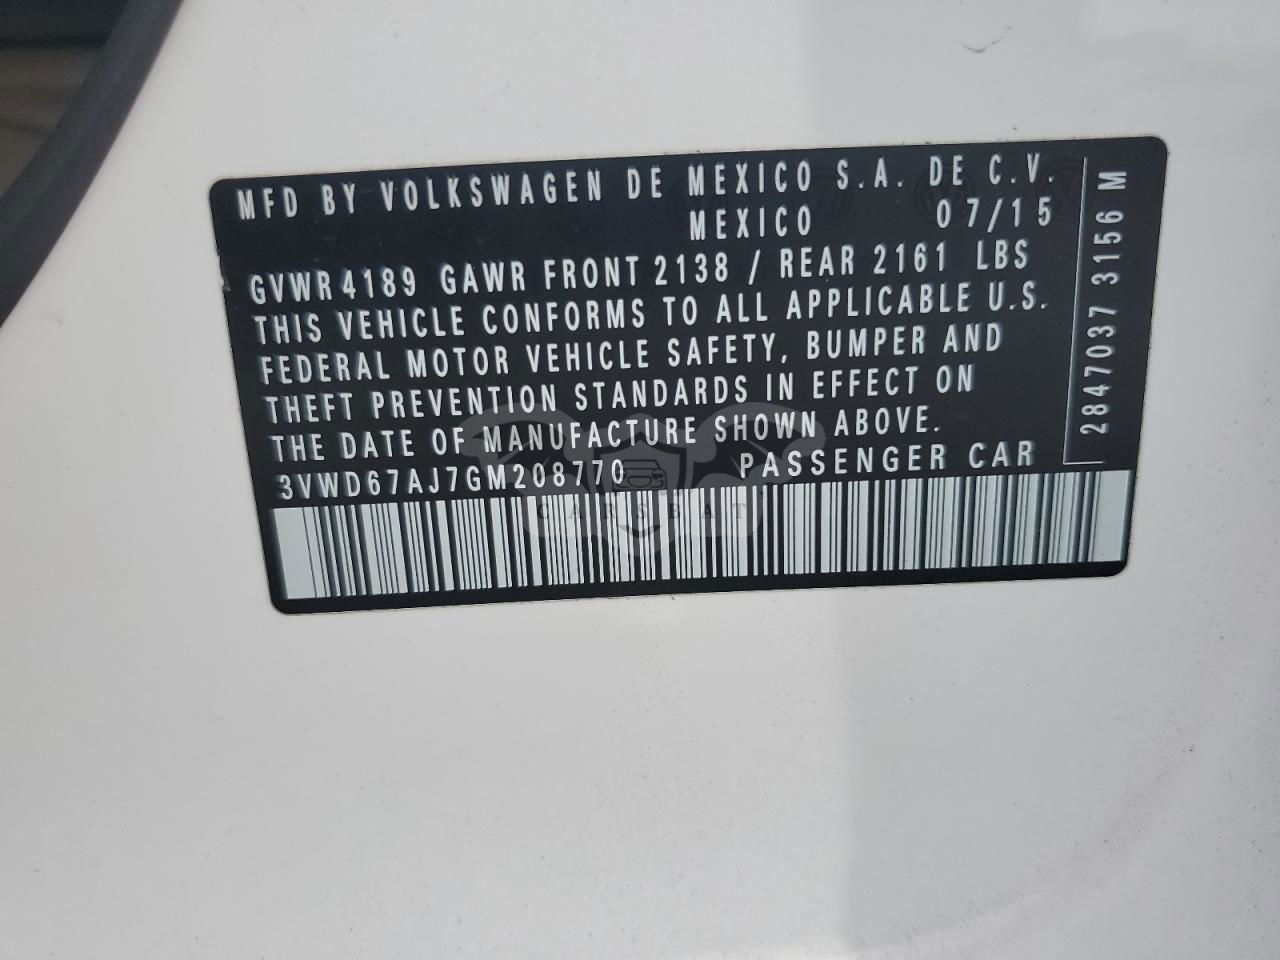 MFD BY VOLKSWAGEN DE MEXICO S.A. DE C.V.
MEXICO 07/15
GVWR 4189 GAWR FRONT 2138 / REAR 2161 LBS
THIS VEHICLE CONFORMS TO ALL APPLICABLE U.S.
FEDERAL MOTOR VEHICLE SAFETY, BUMPER AND
THEFT PREVENTION STANDARDS IN EFFECT ON
THE DATE OF MANUFACTURE SHOWN ABOVE.
3VWD67AJ7GM208770 PASSENGER CAR
2847037 3156 M
CARSBAT